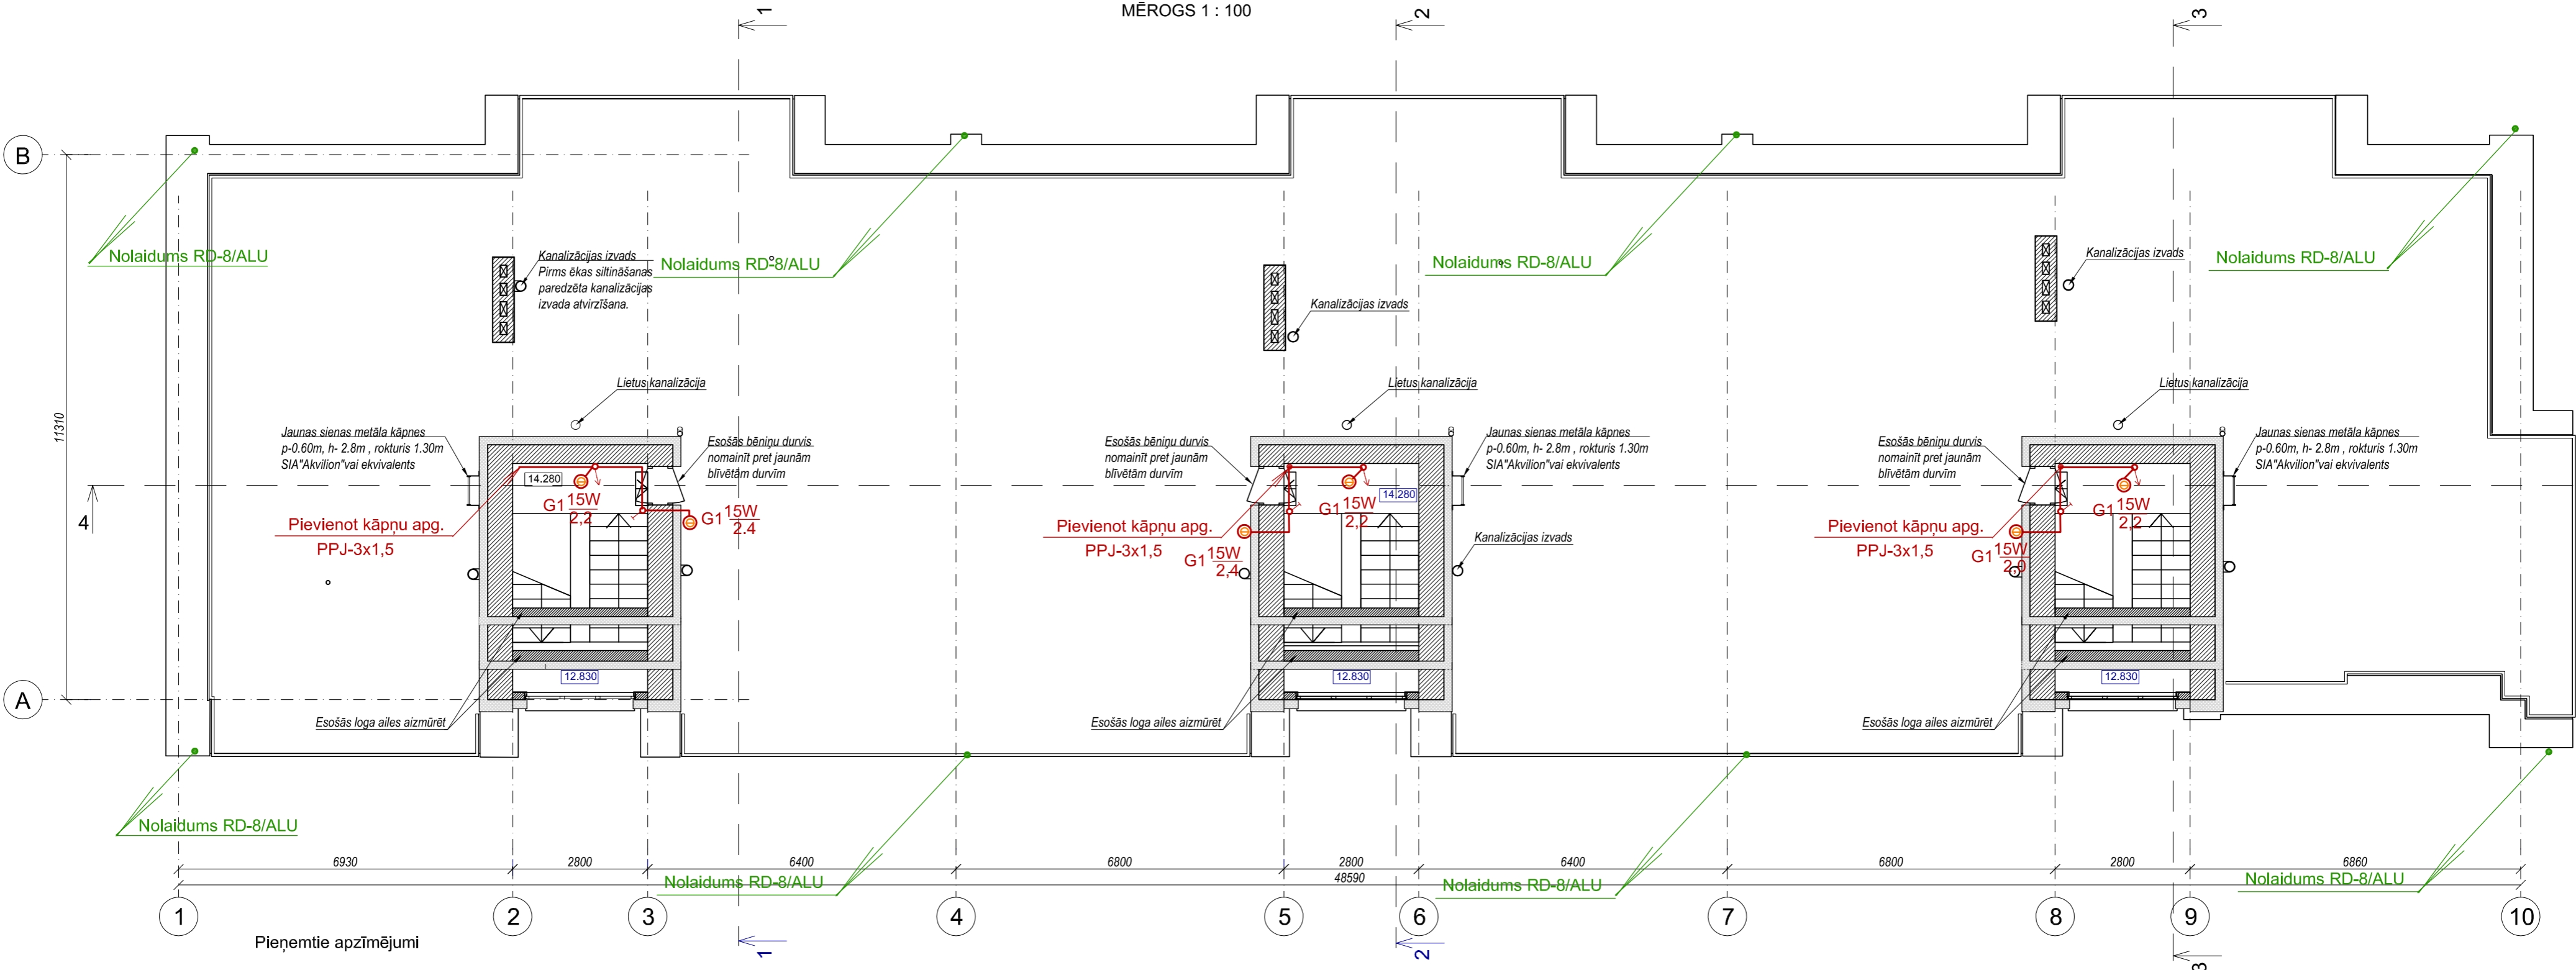 MĒROGS 1 : 100
1
2
3
B
Nolaidums RD-8/ALU
Kanalizācijas izvads
Pirms ēkas siltināšanas
paredzēta kanalizācijas
izvada atvirzīšana.
Nolaidums RD-8/ALU
Kanalizācijas izvads
Nolaidums RD-8/ALU
Kanalizācijas izvads
Nolaidums RD-8/ALU
11310
Lietus kanalizācija
Lietus kanalizācija
Lietus kanalizācija
Jaunas sienas metāla kāpnes
p-0.60m, h- 2.8m , rokturis 1.30m
SIA"Akvilion"vai ekvivalents
Esošās bēniņu durvis
nomainīt pret jaunām
blīvētām durvīm
Esošās bēniņu durvis
nomainīt pret jaunām
blīvētām durvīm
Jaunas sienas metāla kāpnes
p-0.60m, h- 2.8m , rokturis 1.30m
SIA"Akvilion"vai ekvivalents
Esošās bēniņu durvis
nomainīt pret jaunām
blīvētām durvīm
Jaunas sienas metāla kāpnes
p-0.60m, h- 2.8m , rokturis 1.30m
SIA"Akvilion"vai ekvivalents
4
14.280
G1 15W
2,2
G1 15W
2.4
Pievienot kāpņu apg.
PPJ-3x1,5
14.280
G1 15W
2,2
Pievienot kāpņu apg.
PPJ-3x1,5
G1 15W
2,4
Kanalizācijas izvads
G1 15W
2,2
Pievienot kāpņu apg.
PPJ-3x1,5
G1 15W
2,0
12.830
12.830
12.830
A
Esošās loga ailes aizmūrēt
Esošās loga ailes aizmūrēt
Esošās loga ailes aizmūrēt
Nolaidums RD-8/ALU
6930
2800
6400
6800
2800
6400
6800
2800
6860
48590
Nolaidums RD-8/ALU
Nolaidums RD-8/ALU
Nolaidums RD-8/ALU
1
2
3
4
5
6
7
8
9
10
Pieņemtie apzīmējumi
1
2
3